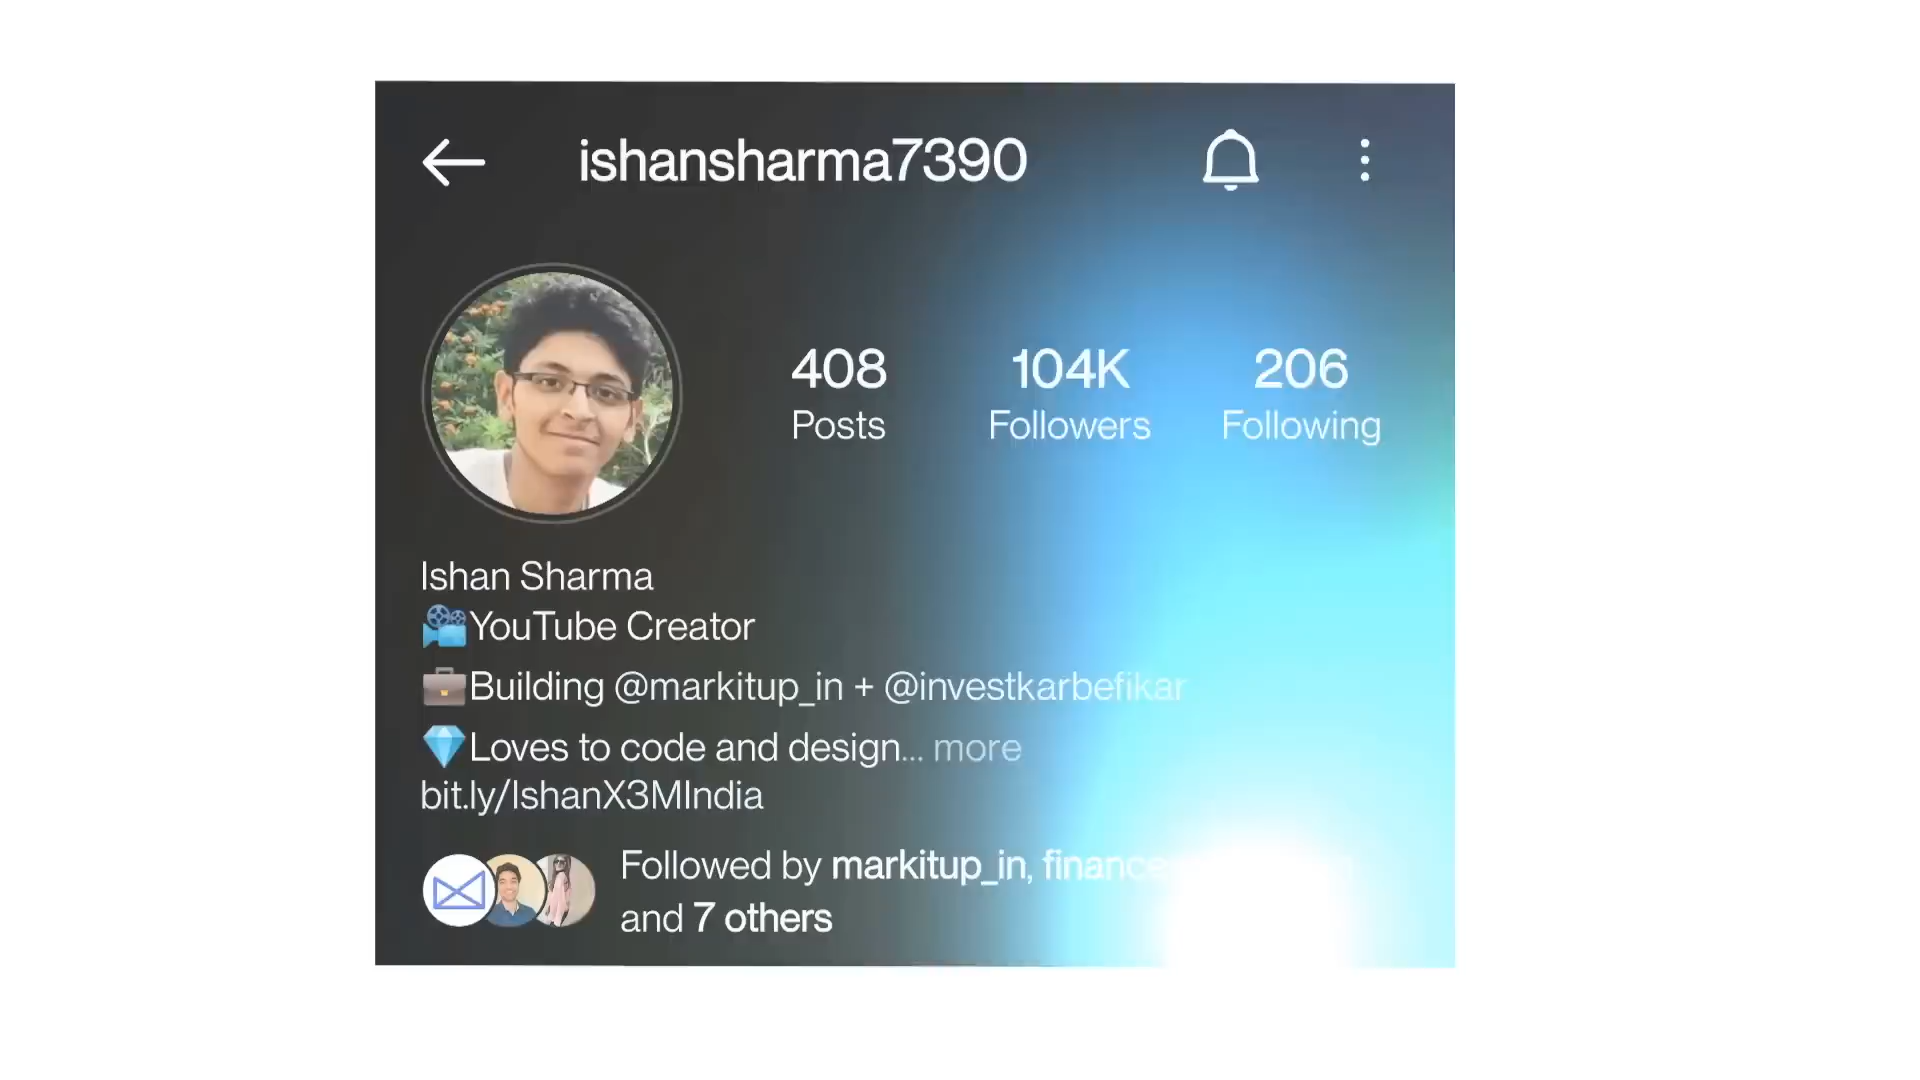 ishansharma7390
408 104K 206
Posts Followers Following
Ishan Sharma
YouTube Creator
Building @markitup_in + @investkarbefikar
Loves to code and design... more
bit.ly/IshanX3MIndia
Followed by markitup_in,
and 7 others